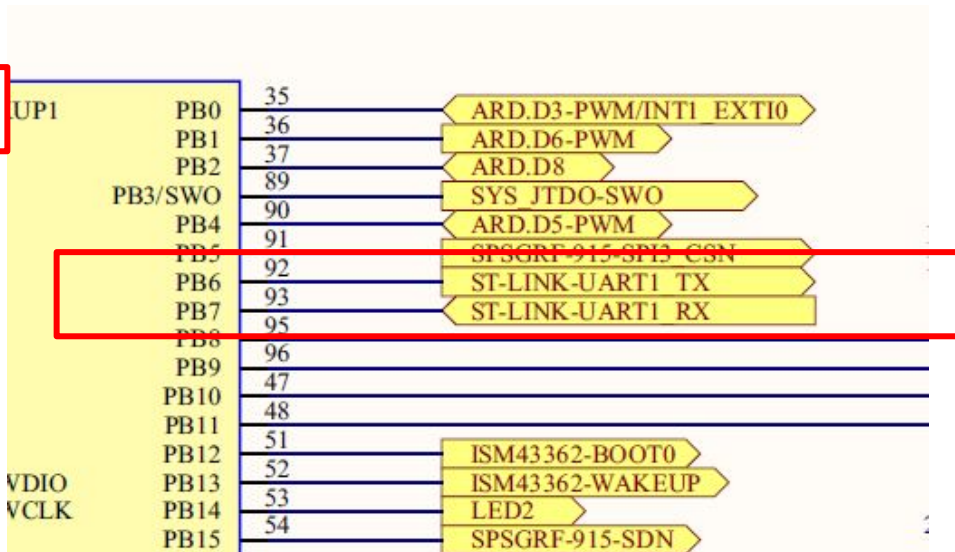 35
KUP1 PB0 ARD.D3-PWM/INT1_EXTI0
36
PB1 ARD.D6-PWM
37
PB2 ARD.D8
89
PB3/SWO SYS_JTDO-SWO
90
PB4 ARD.D5-PWM
91
PB5 SPSGRF-915-SPI3_CSN
92
PB6 ST-LINK-UART1_TX
93
PB7 ST-LINK-UART1_RX
95
PB8
96
PB9
47
PB10
48
PB11
51
PB12 ISM43362-BOOT0
52
VDIO PB13 ISM43362-WAKEUP
53
VCLK PB14 LED2
54
PB15 SPSGRF-915-SDN